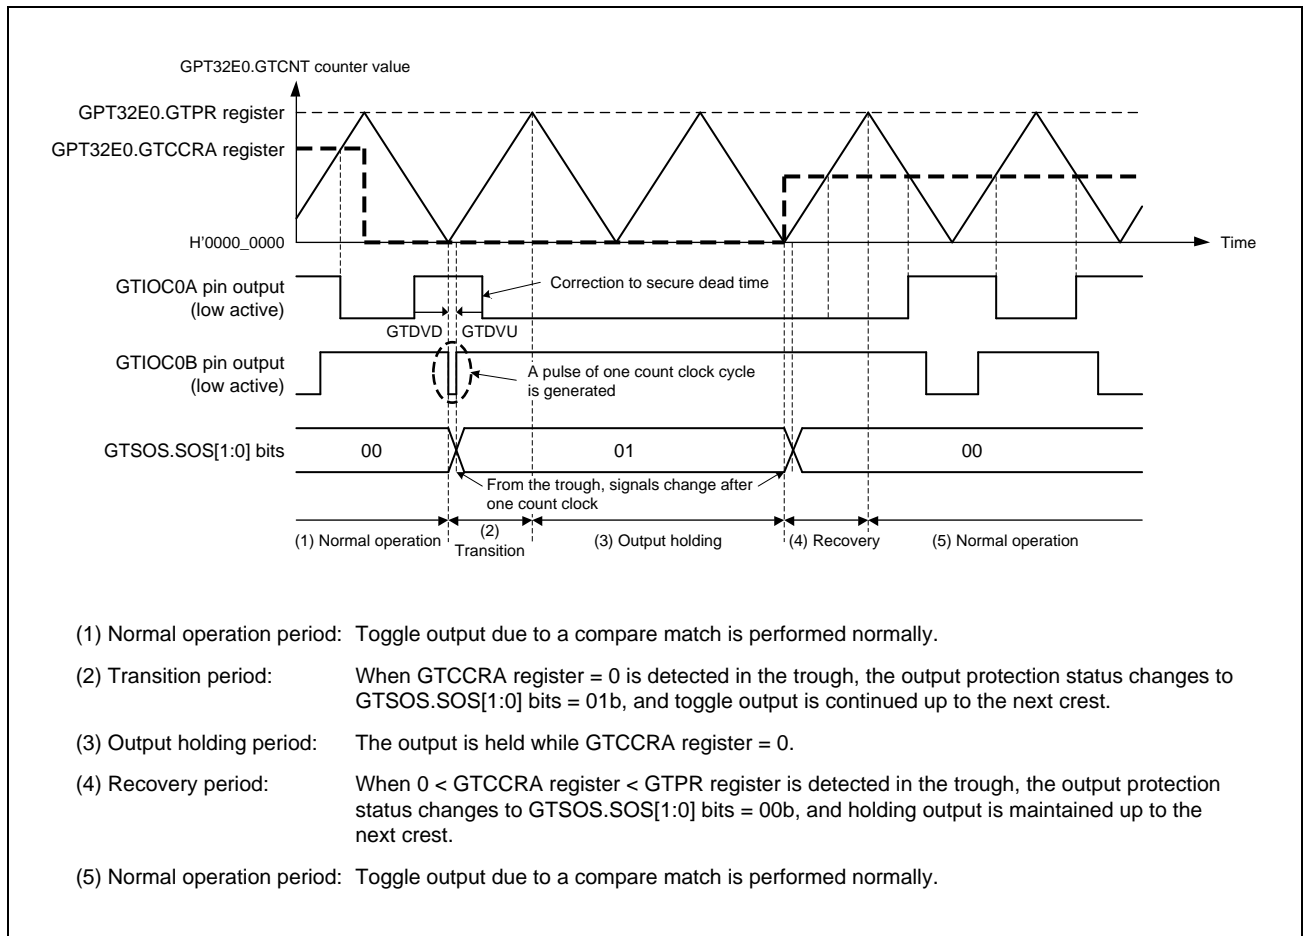 GPT32E0.GTCNT counter value
GPT32E0.GTPR register
GPT32E0.GTCCRA register
H'0000_0000
Time
GTIOC0A pin output
(low active)
Correction to secure dead time
GTDVD
GTDVU
GTIOC0B pin output
(low active)
A pulse of one count clock cycle
is generated
GTSOS.SOS[1:0] bits
00
01
00
From the trough, signals change after
one count clock
(1) Normal operation
(2)
Transition
(3) Output holding
(4) Recovery
(5) Normal operation
(1) Normal operation period: Toggle output due to a compare match is performed normally.
(2) Transition period: When GTCCRA register = 0 is detected in the trough, the output protection status changes to
GTSOS.SOS[1:0] bits = 01b, and toggle output is continued up to the next crest.
(3) Output holding period: The output is held while GTCCRA register = 0.
(4) Recovery period: When 0 < GTCCRA register < GTPR register is detected in the trough, the output protection
status changes to GTSOS.SOS[1:0] bits = 00b, and holding output is maintained up to the
next crest.
(5) Normal operation period: Toggle output due to a compare match is performed normally.